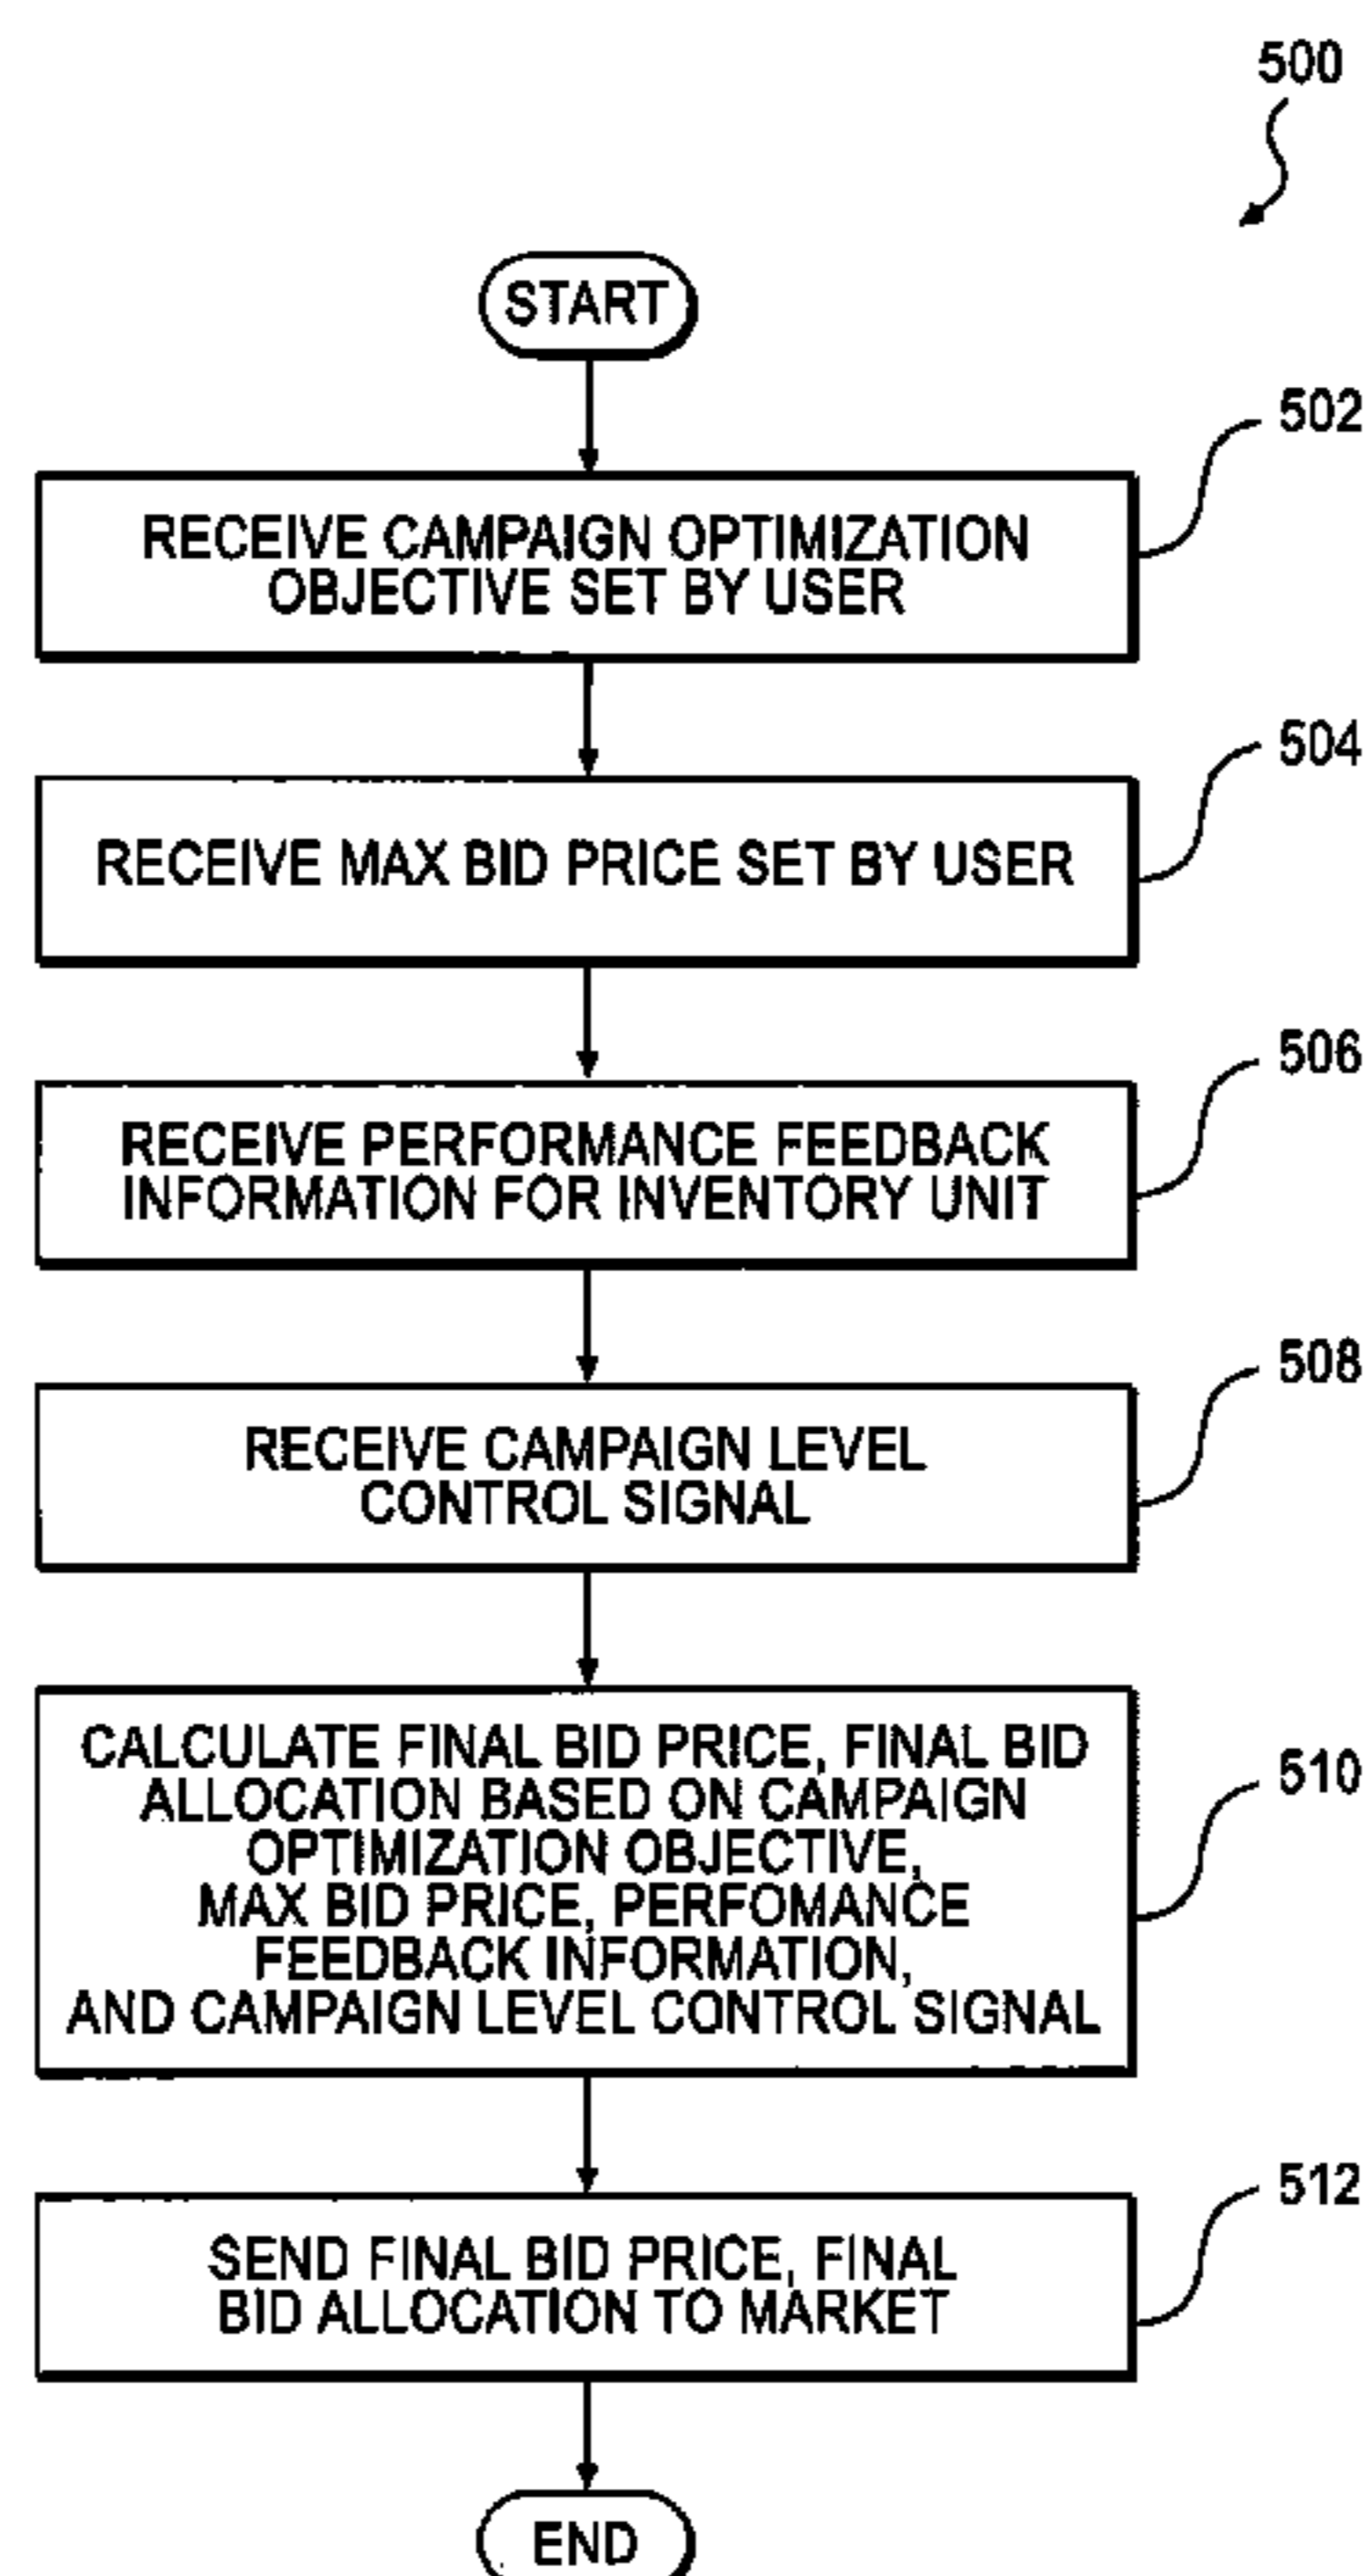 500
START
502
RECEIVE CAMPAIGN OPTIMIZATION
OBJECTIVE SET BY USER
504
RECEIVE MAX BID PRICE SET BY USER
506
RECEIVE PERFORMANCE FEEDBACK
INFORMATION FOR INVENTORY UNIT
508
RECEIVE CAMPAIGN LEVEL
CONTROL SIGNAL
510
CALCULATE FINAL BID PRICE, FINAL BID
ALLOCATION BASED ON CAMPAIGN
OPTIMIZATION OBJECTIVE,
MAX BID PRICE, PERFOMANCE
FEEDBACK INFORMATION,
AND CAMPAIGN LEVEL CONTROL SIGNAL
512
SEND FINAL BID PRICE, FINAL
BID ALLOCATION TO MARKET
END